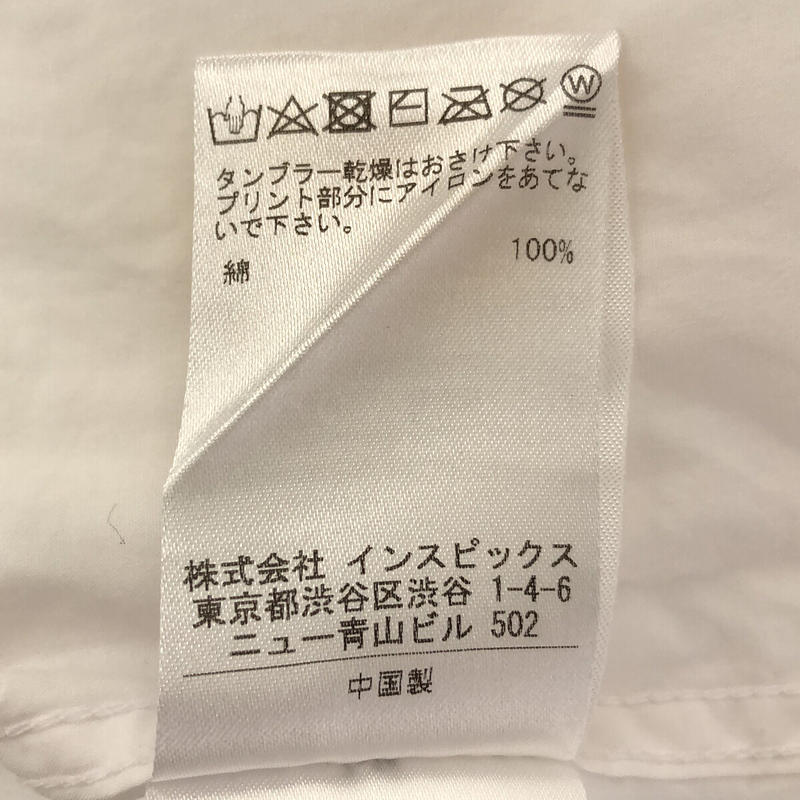 タンブラー乾燥はおさけ下さい。
プリント部分にアイロンをあてな
いで下さい。
綿 100%
株式会社 インスピックス
東京都渋谷区渋谷 1-4-6
ニュー青山ビル 502
中国製